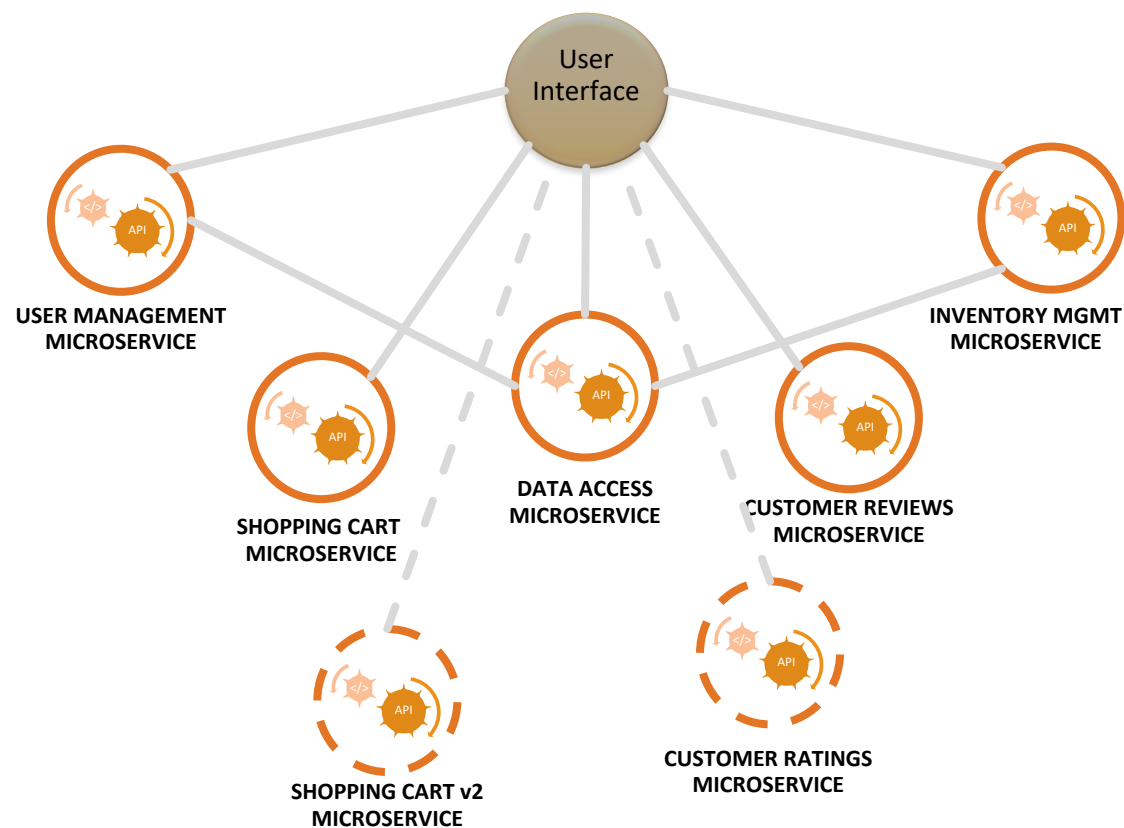 User
Interface
</>
API
USER MANAGEMENT
MICROSERVICE
</>
API
INVENTORY MGMT
MICROSERVICE
</>
API
SHOPPING CART
MICROSERVICE
</>
API
DATA ACCESS
MICROSERVICE
</>
API
CUSTOMER REVIEWS
MICROSERVICE
</>
API
SHOPPING CART v2
MICROSERVICE
</>
API
CUSTOMER RATINGS
MICROSERVICE